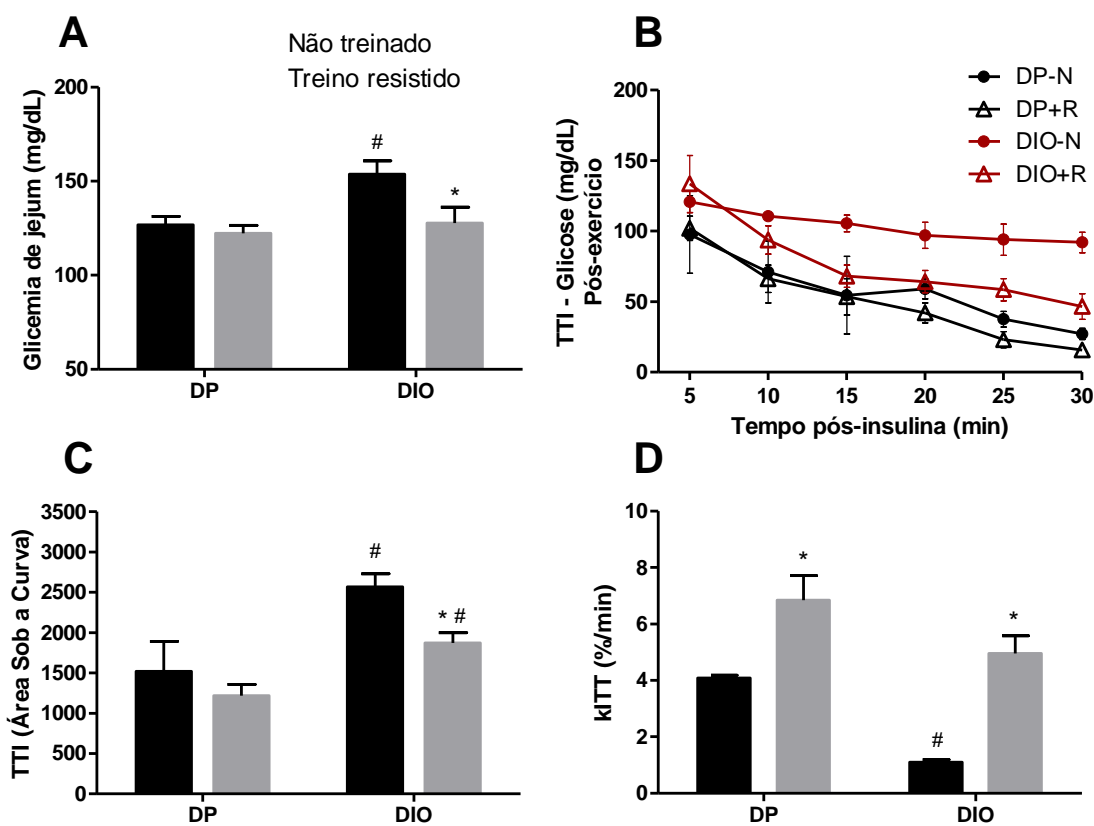 A
Não treinado
Treino resistido
Glicemia de jejum (mg/dL)
200
150
100
50
#
*
DP
DIO
B
DP-N
DP+R
DIO-N
DIO+R
TTI - Glicose (mg/dL)
Pós-exercício
200
150
100
50
0
5 10 15 20 25 30
Tempo pós-insulina (min)
C
TTI (Área Sob a Curva)
3500
3000
2500
2000
1500
1000
500
0
#
* #
DP
DIO
D
kITT (%/min)
10
8
6
4
2
0
*
#
*
DP
DIO